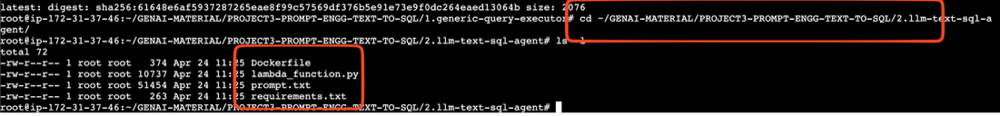 latest: digest: sha256:61648e6af5937287265eae8f99c57569df376b5e91e73e9f0dc264eaed13064b size: 2076
root@ip-172-31-37-46:~/GENAI-MATERIAL/PROJECT3-PROMPT-ENGG-TEXT-TO-SQL/1.generic-query-executor# cd ~/GENAI-MATERIAL/PROJECT3-PROMPT-ENGG-TEXT-TO-SQL/2.llm-text-sql-a
gent/
root@ip-172-31-37-46:~/GENAI-MATERIAL/PROJECT3-PROMPT-ENGG-TEXT-TO-SQL/2.llm-text-sql-agent# ls -l
total 72
-rw-r--r-- 1 root root 374 Apr 24 11:25 Dockerfile
-rw-r--r-- 1 root root 10737 Apr 24 11:25 lambda_function.py
-rw-r--r-- 1 root root 51454 Apr 24 11:25 prompt.txt
-rw-r--r-- 1 root root 263 Apr 24 11:25 requirements.txt
root@ip-172-31-37-46:~/GENAI-MATERIAL/PROJECT3-PROMPT-ENGG-TEXT-TO-SQL/2.llm-text-sql-agent#